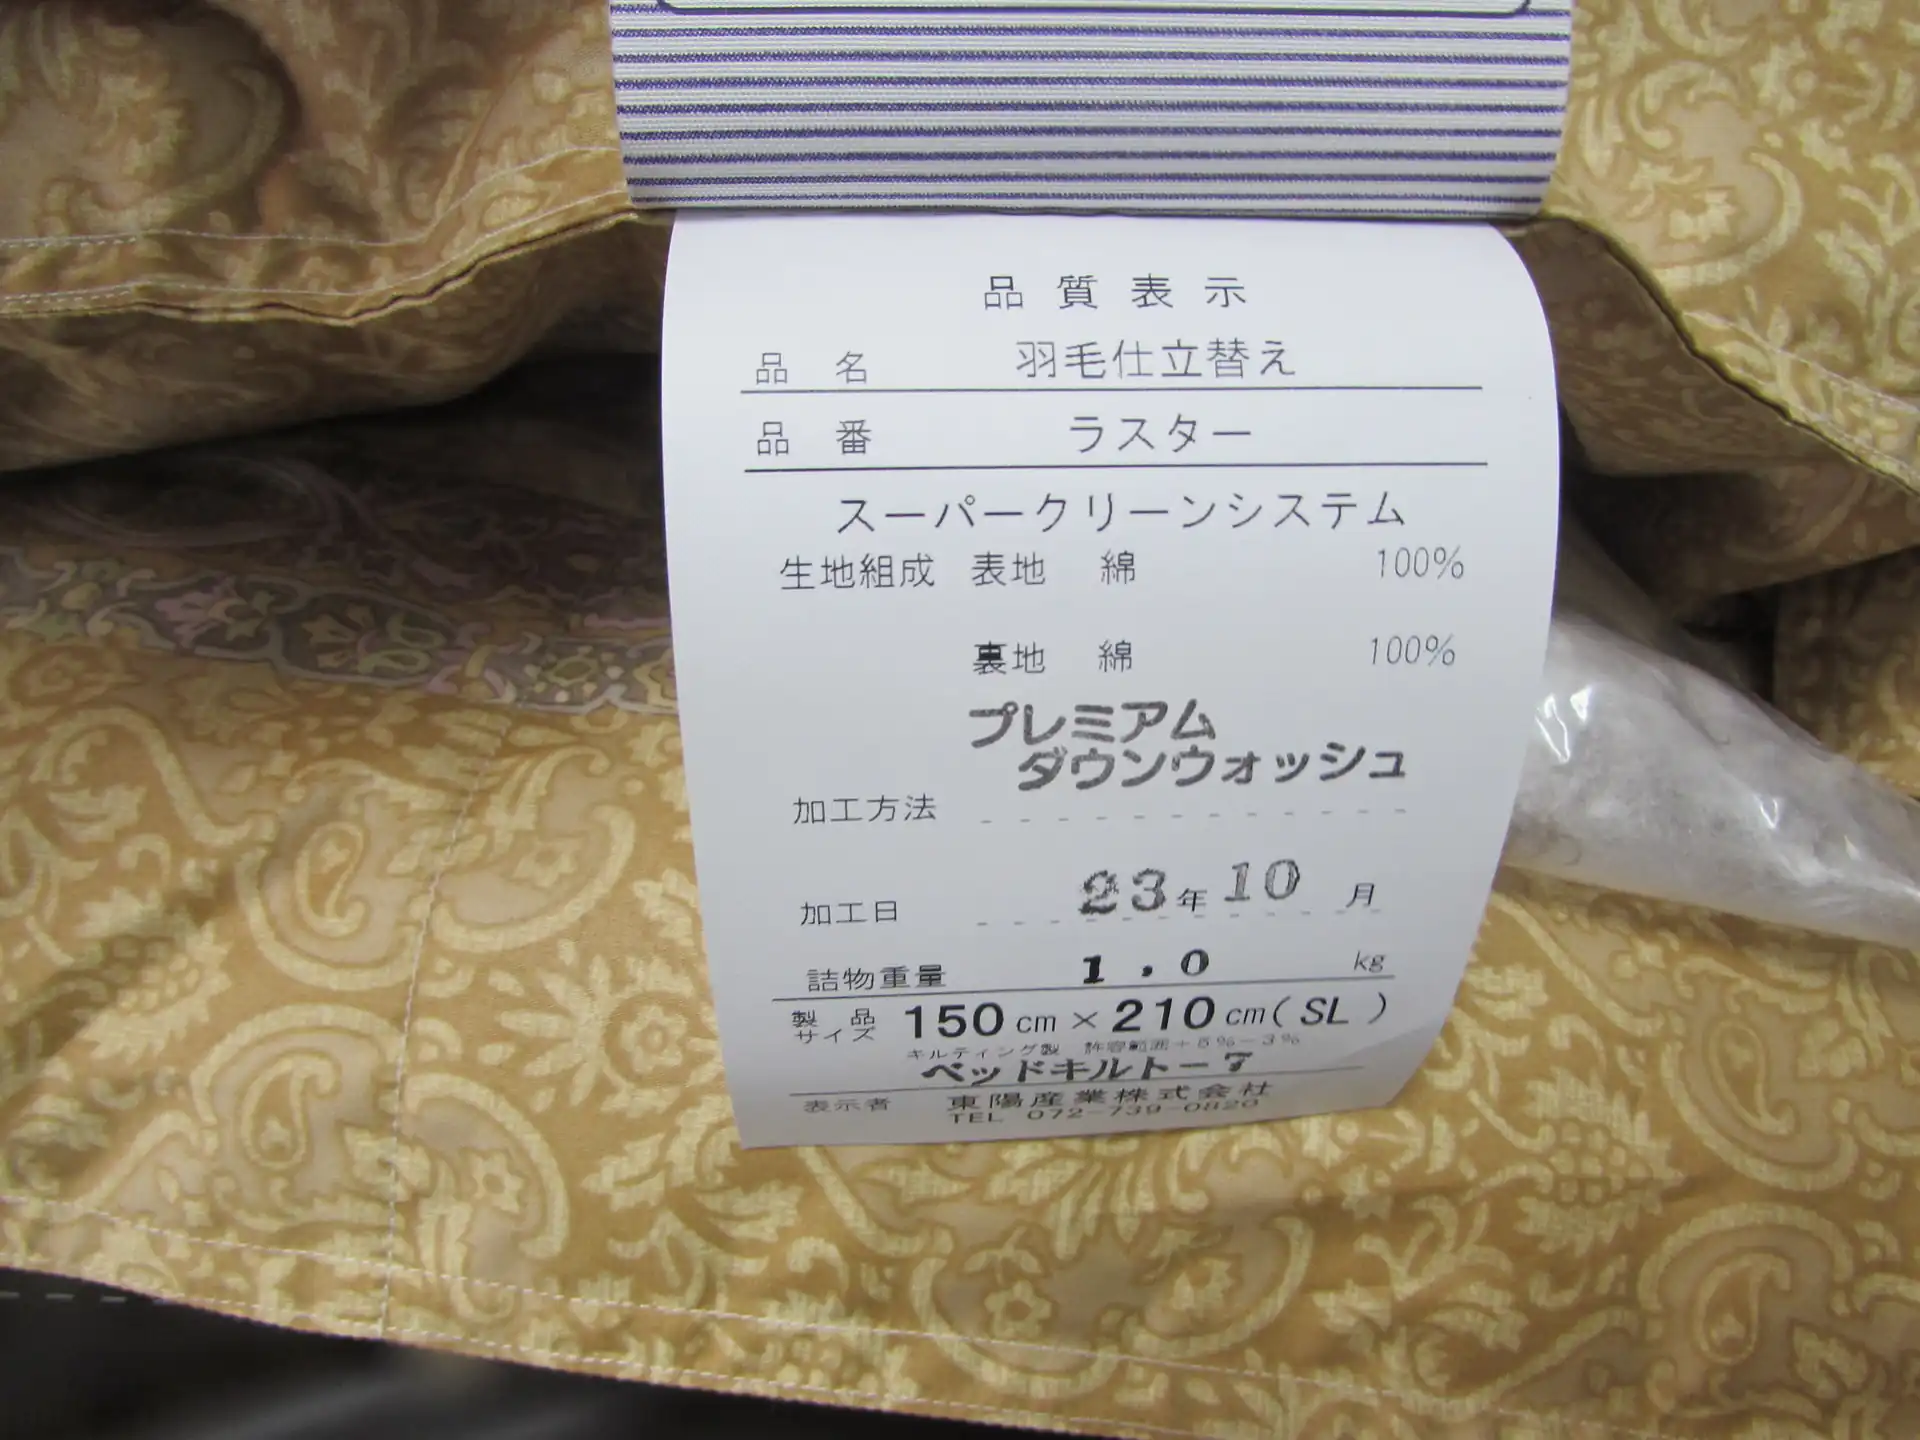 品質表示
品名 羽毛仕立替え
品番 ラスター
スーパークリーンシステム
生地組成 表地 綿 100%
裏地 綿 100%
プレミアム
ダウンウォッシュ
加工方法
加工日 23年10月
詰物重量 1.0 kg
製品サイズ 150cm×210cm(SL)
キルティング製 許容範囲+5%-3%
ベッドキルトー7
表示者 東陽産業株式会社
TEL 072-739-0820